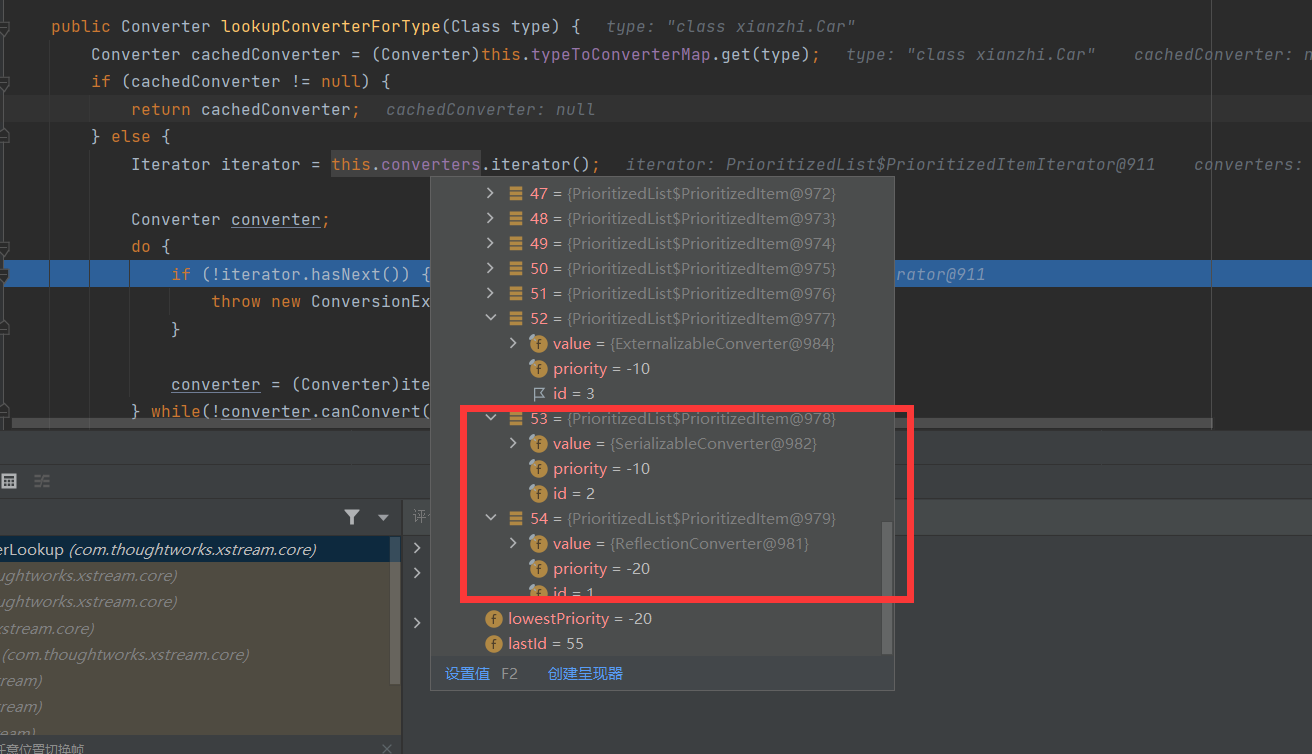 public Converter lookupConverterForType(Class type) { type: "class xianzhi.Car"
Converter cachedConverter = (Converter)this.typeToConverterMap.get(type); type: "class xianzhi.Car" cachedConverter: n
if (cachedConverter != null) {
return cachedConverter; cachedConverter: null
} else {
Iterator iterator = this.converters.iterator(); iterator: PrioritizedList$PrioritizedItemIterator@911 converters:
Converter converter;
do {
if (!iterator.hasNext()) { rator@911
throw new ConversionEx
}
converter = (Converter)ite
} while(!converter.canConvert(
47 = {PrioritizedList$PrioritizedItem@972}
48 = {PrioritizedList$PrioritizedItem@973}
49 = {PrioritizedList$PrioritizedItem@974}
50 = {PrioritizedList$PrioritizedItem@975}
51 = {PrioritizedList$PrioritizedItem@976}
52 = {PrioritizedList$PrioritizedItem@977}
value = {ExternalizableConverter@984}
priority = -10
id = 3
53 = {PrioritizedList$PrioritizedItem@978}
value = {SerializableConverter@982}
priority = -10
id = 2
54 = {PrioritizedList$PrioritizedItem@979}
value = {ReflectionConverter@981}
priority = -20
id = 1
lowestPriority = -20
lastId = 55
设置值 F2 创建呈现器
erLookup (com.thoughtworks.xstream.core)
oughtworks.xstream.core)
oughtworks.xstream.core)
xstream.core)
(com.thoughtworks.xstream.core)
ream)
ream)
ream)
任意位置切换帧